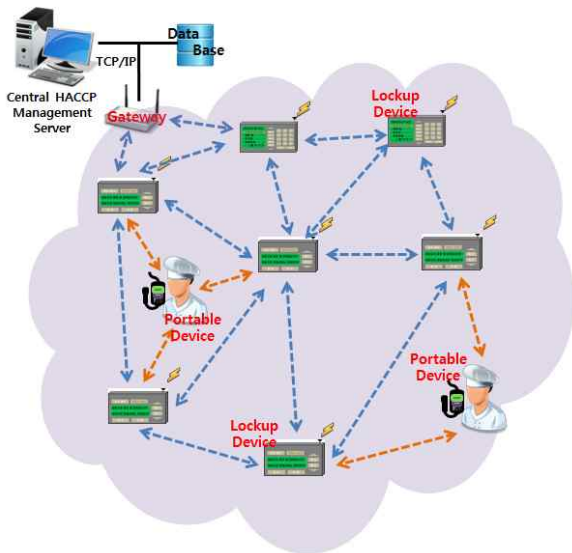 Data
Base
TCP/IP
Central HACCP
Management
Server
Gateway
Lockup
Device
Portable
Device
Portable
Device
Lockup
Device